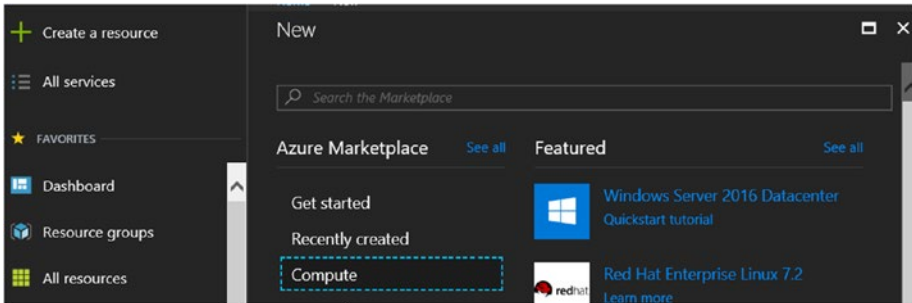 Create a resource
All services
FAVORITES
Dashboard
Resource groups
All resources
New
Search the Marketplace
Azure Marketplace
See all
Get started
Recently created
Compute
Featured
See all
Windows Server 2016 Datacenter
Quickstart tutorial
redhat
Red Hat Enterprise Linux 7.2
Learn more